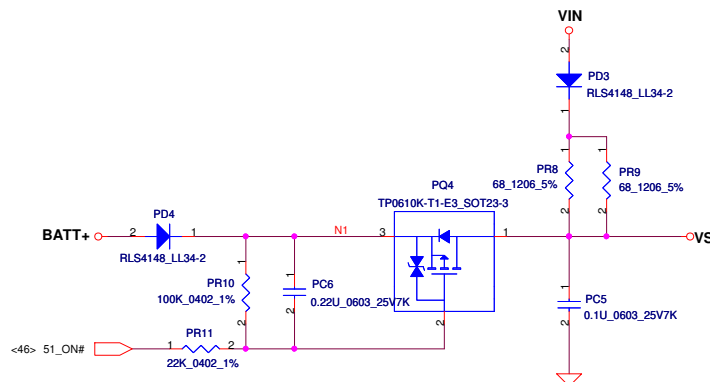 VIN
2
PD3
RLS4148_LL34-2
1
1
1
PR8
68_1206_5%
PR9
68_1206_5%
2
2
PQ4
TP0610K-T1-E3_SOT23-3
PD4
BATT+
2
1
N1
3
1
VS
RLS4148_LL34-2
2
1
PR10
100K_0402_1%
2
1
PC6
0.22U_0603_25V7K
2
1
PC5
0.1U_0603_25V7K
2
PR11
<46> 51_ON#
1
2
22K_0402_1%